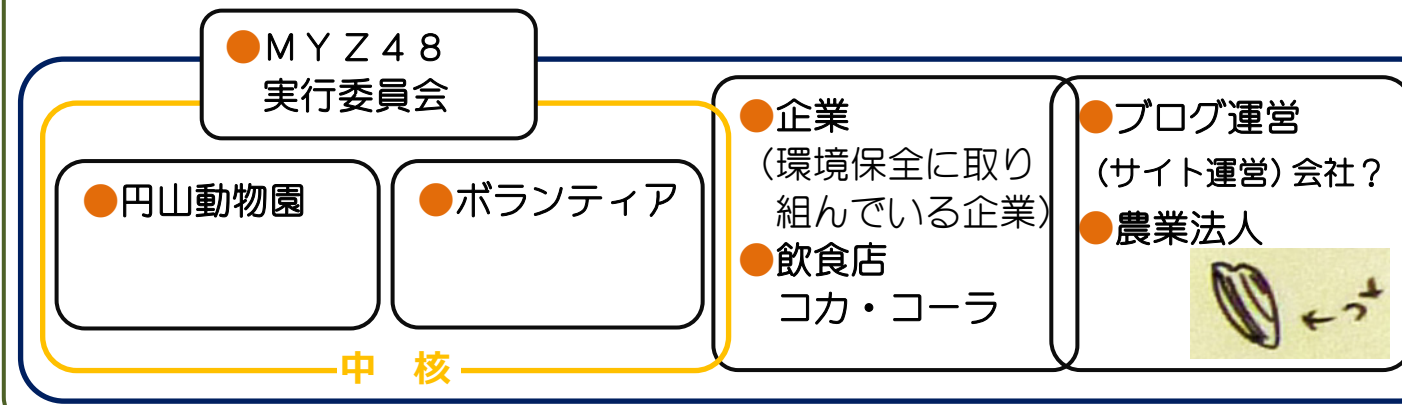 ●MYZ48
実行委員会
●円山動物園
●ボランティア
中 核
●企業
（環境保全に取り
組んでいる企業）
●飲食店
コカ・コーラ
●ブログ運営
（サイト運営）会社？
●農業法人